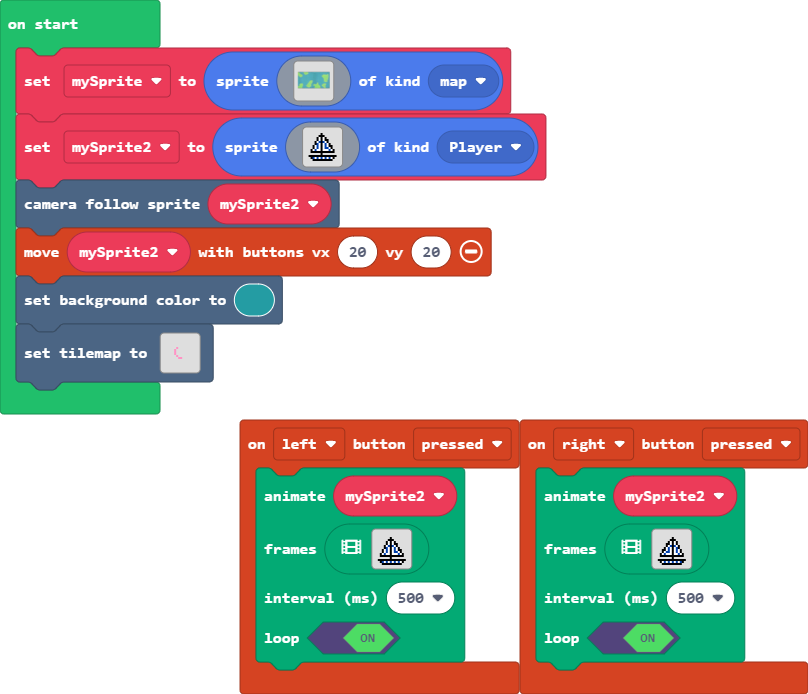 on start
set mySprite to sprite of kind map
set mySprite2 to sprite of kind Player
camera follow sprite mySprite2
move mySprite2 with buttons vx 20 vy 20
set background color to
set tilemap to
on left button pressed
animate mySprite2
frames
interval (ms) 500
loop ON
on right button pressed
animate mySprite2
frames
interval (ms) 500
loop ON